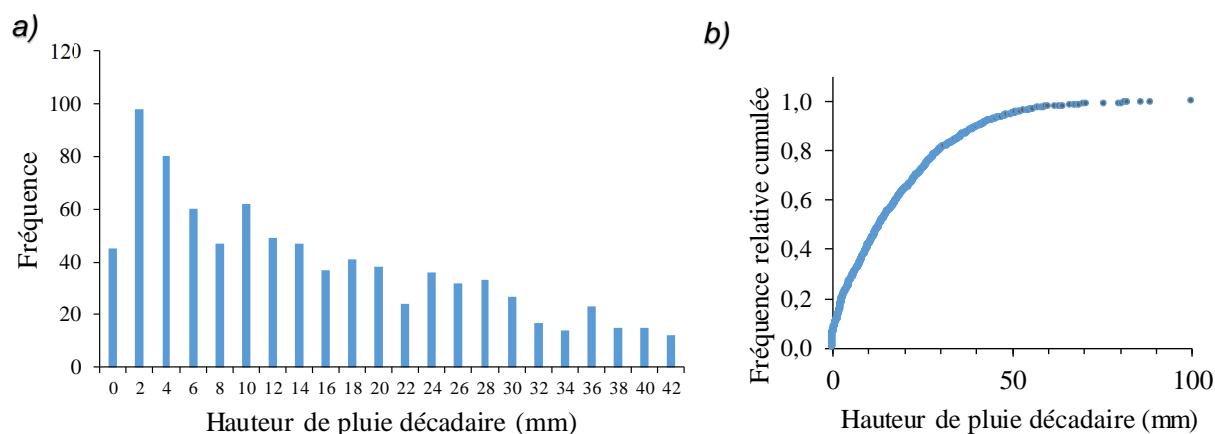 a)
120
100
80
60
40
20
0
Fréquence
0 2 4 6 8 10 12 14 16 18 20 22 24 26 28 30 32 34 36 38 40 42
Hauteur de pluie décadaire (mm)
b)
1,0
0,8
0,6
0,4
0,2
0,0
Fréquence relative cumulée
0 50 100
Hauteur de pluie décadaire (mm)